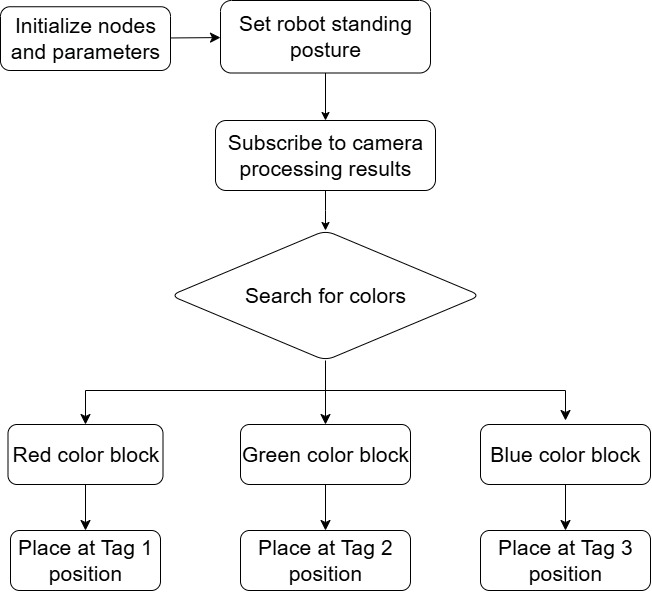 Initialize nodes
and parameters
Set robot standing
posture
Subscribe to camera
processing results
Search for colors
Red color block
Green color block
Blue color block
Place at Tag 1
position
Place at Tag 2
position
Place at Tag 3
position